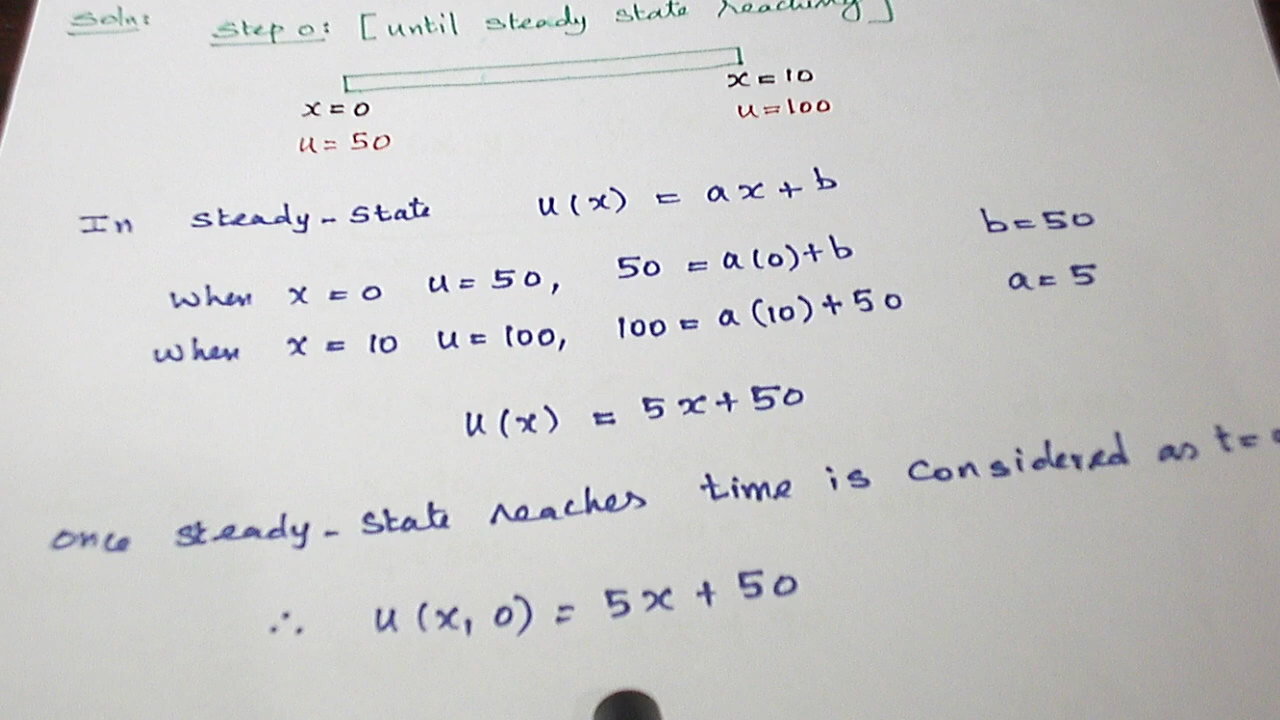 Soln: Step 0: [until steady state reaching]
x = 0
u = 50
x = 10
u = 100
In steady-state u(x) = ax + b
when x = 0 u = 50, 50 = a(0)+b b = 50
when x = 10 u = 100, 100 = a(10)+50 a = 5
u(x) = 5x+50
once steady-state reaches time is considered as t=
∴ u(x, 0) = 5x + 50